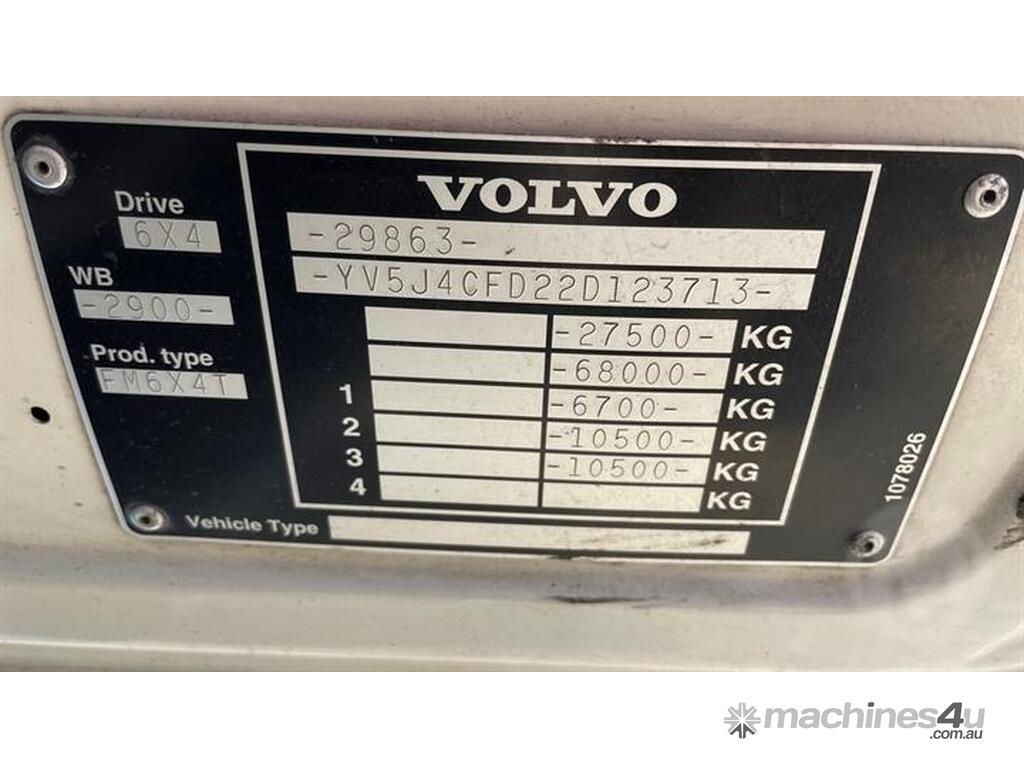 VOLVO
Drive
6X4
-29863-
WB
-2900-
-YV5J4CFD22D123713-
Prod. type
FM6X4T
-27500- KG
-68000- KG
1 -6700- KG
2 -10500- KG
3 -10500- KG
4 KG
1078026
Vehicle Type
machines4u
.com.au